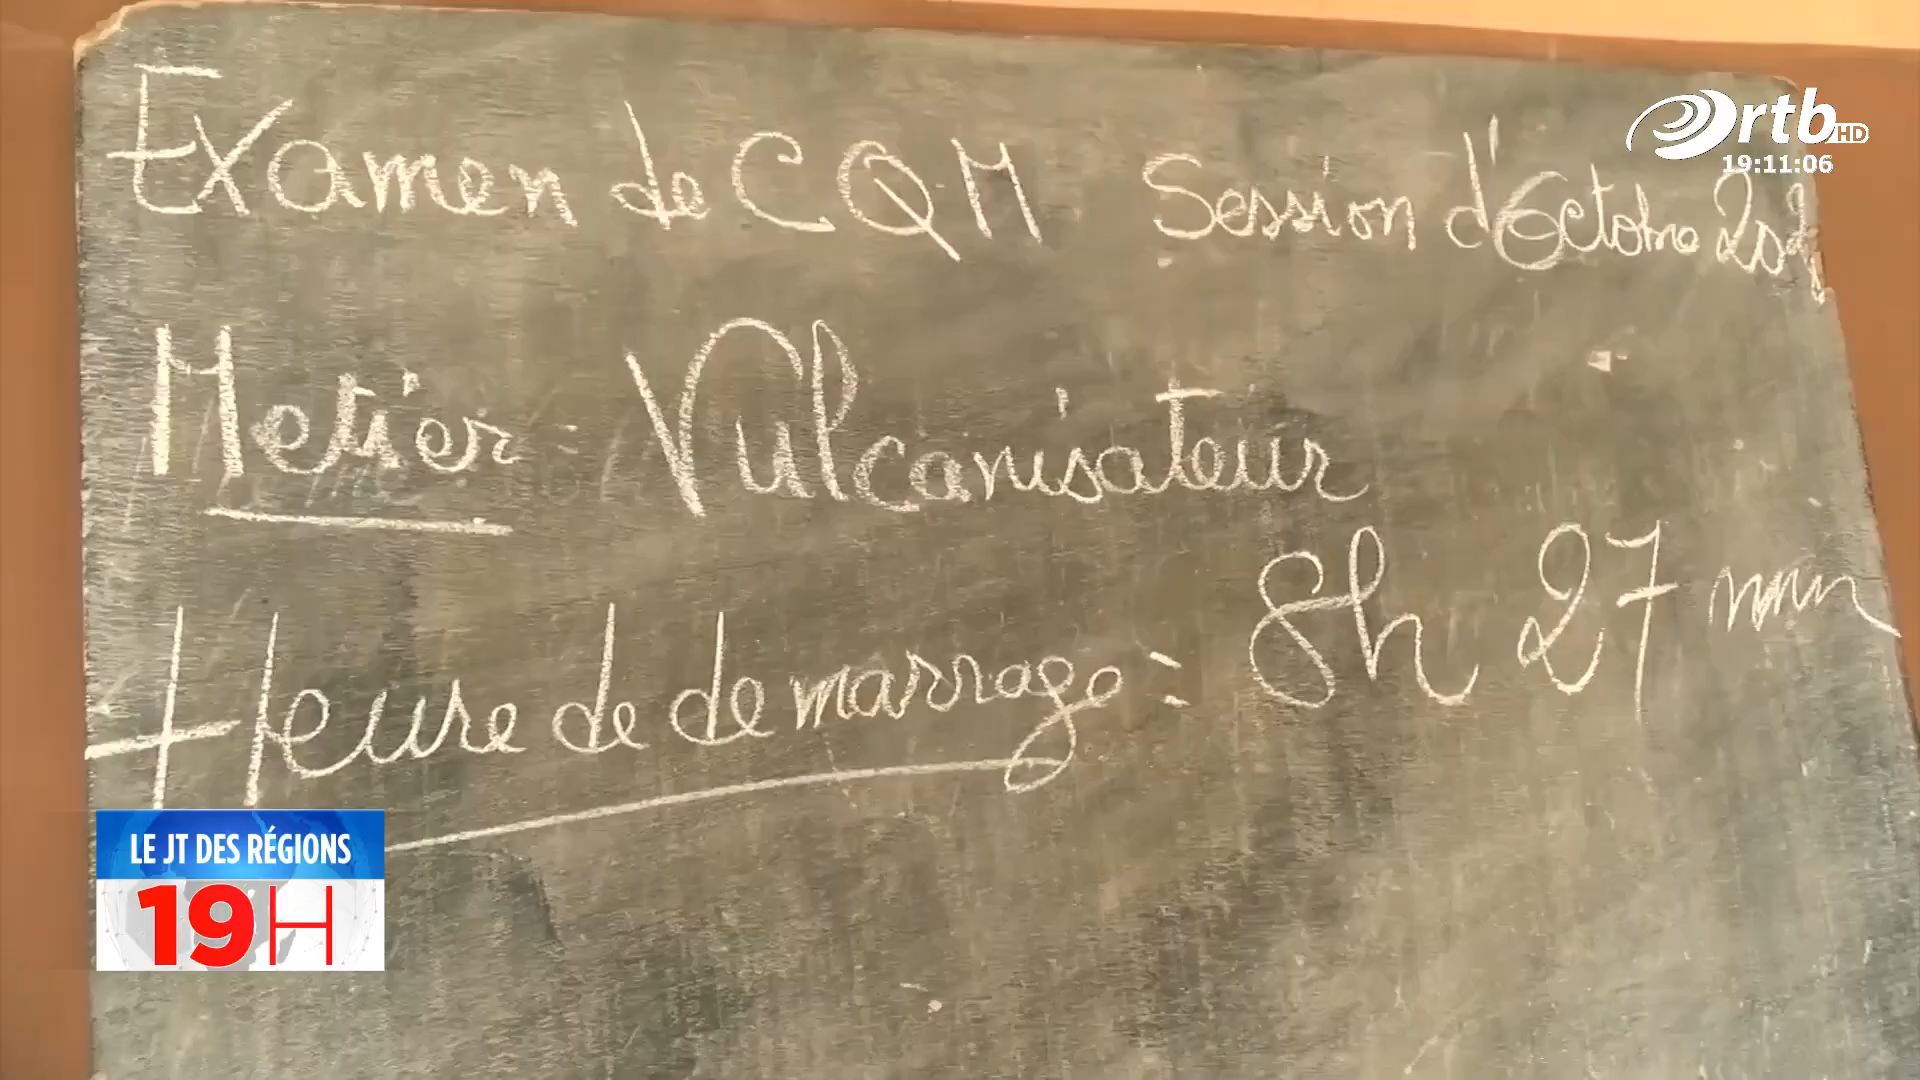 rtb HD
19:11:06
Examen de CQM Session d'Octobre
Metier: Vulcanisateur
Heure de demarrage: 8h 27 mn
LE JT DES RÉGIONS
19H